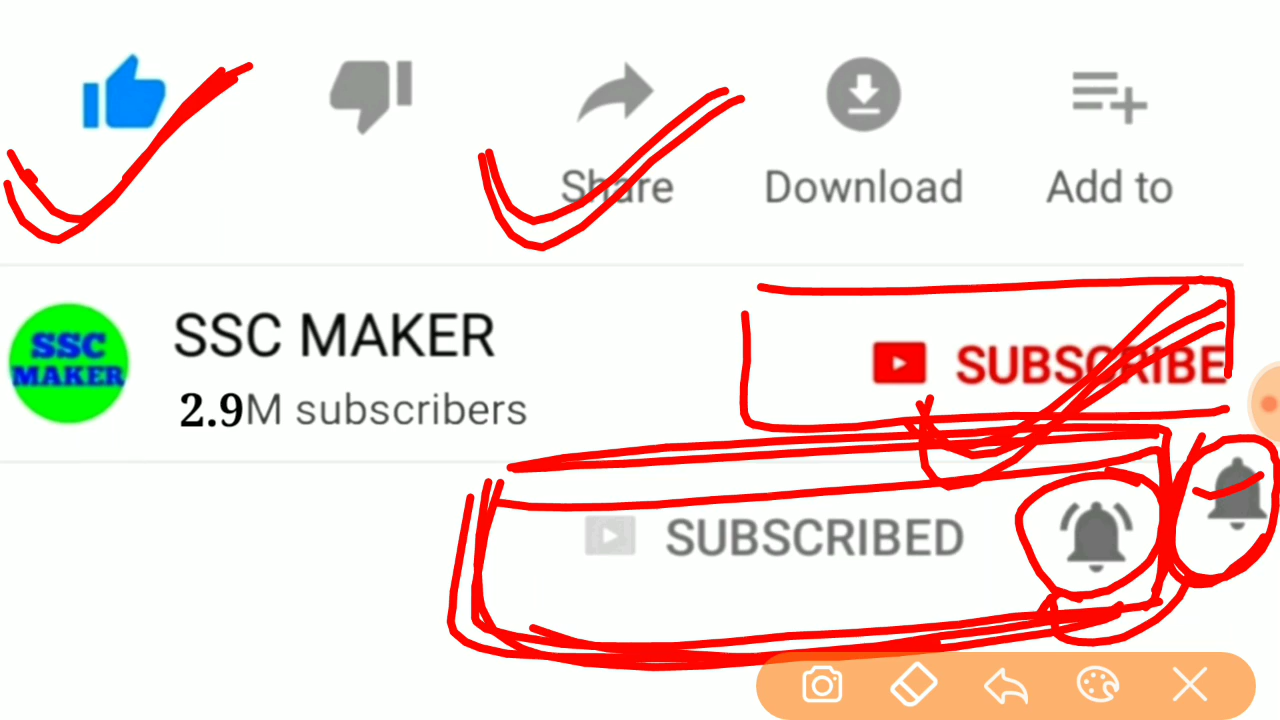 Share Download Add to
SSC MAKER
SSC
MAKER
2.9M subscribers
SUBSCRIBE
SUBSCRIBED